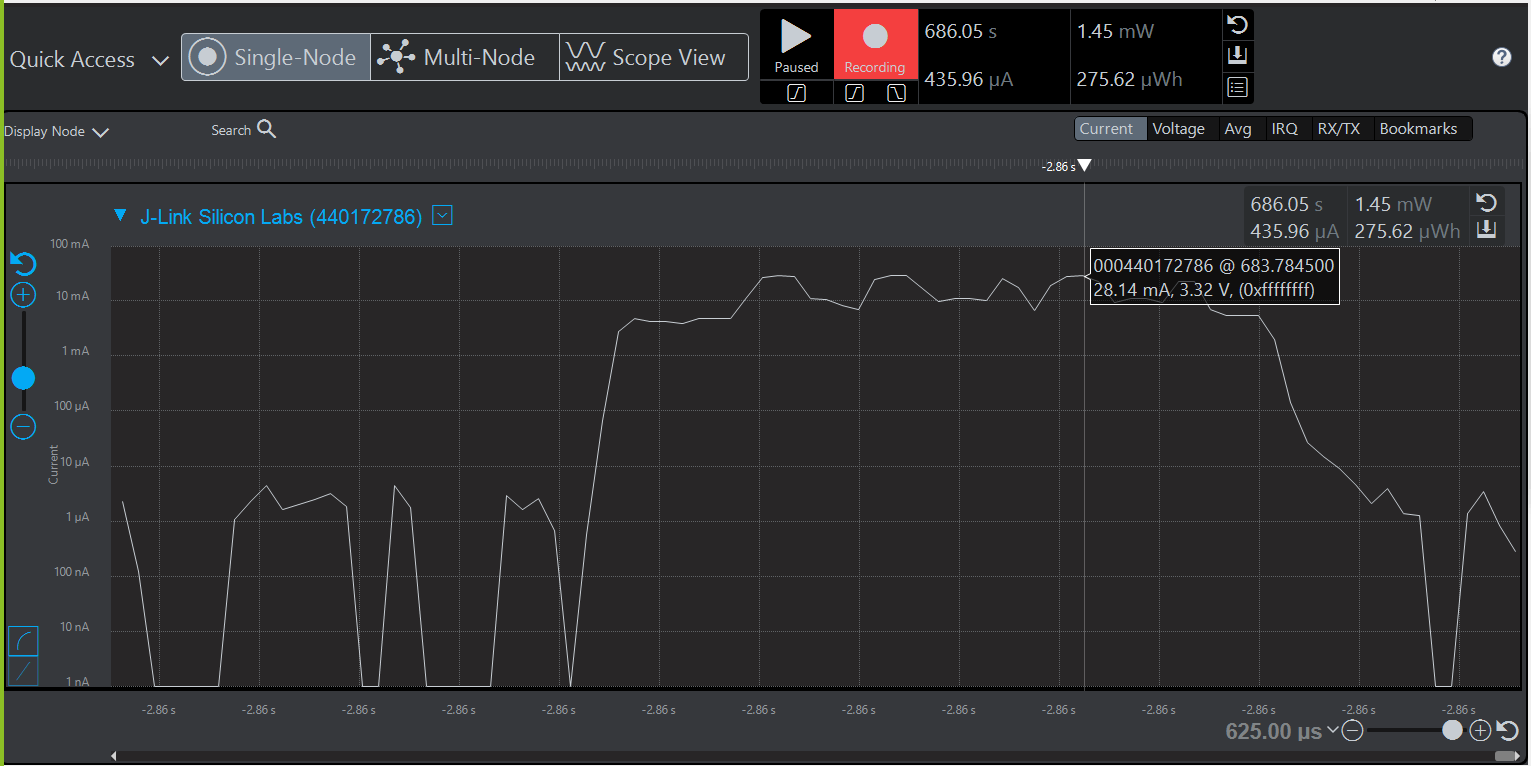 Quick Access
Single-Node
Multi-Node
Scope View
Paused
Recording
686.05 s
1.45 mW
435.96 µA
275.62 µWh
?
Display Node
Search
Current
Voltage
Avg
IRQ
RX/TX
Bookmarks
-2.86 s
J-Link Silicon Labs (440172786)
686.05 s
1.45 mW
435.96 µA
275.62 µWh
000440172786 @ 683.784500
28.14 mA, 3.32 V, (0xffffffff)
100 mA
10 mA
1 mA
100 µA
10 µA
1 µA
100 nA
10 nA
1 nA
Current
-2.86 s
-2.86 s
-2.86 s
-2.86 s
-2.86 s
-2.86 s
-2.86 s
-2.86 s
-2.86 s
-2.86 s
-2.86 s
-2.86 s
-2.86 s
-2.86 s
625.00 µs